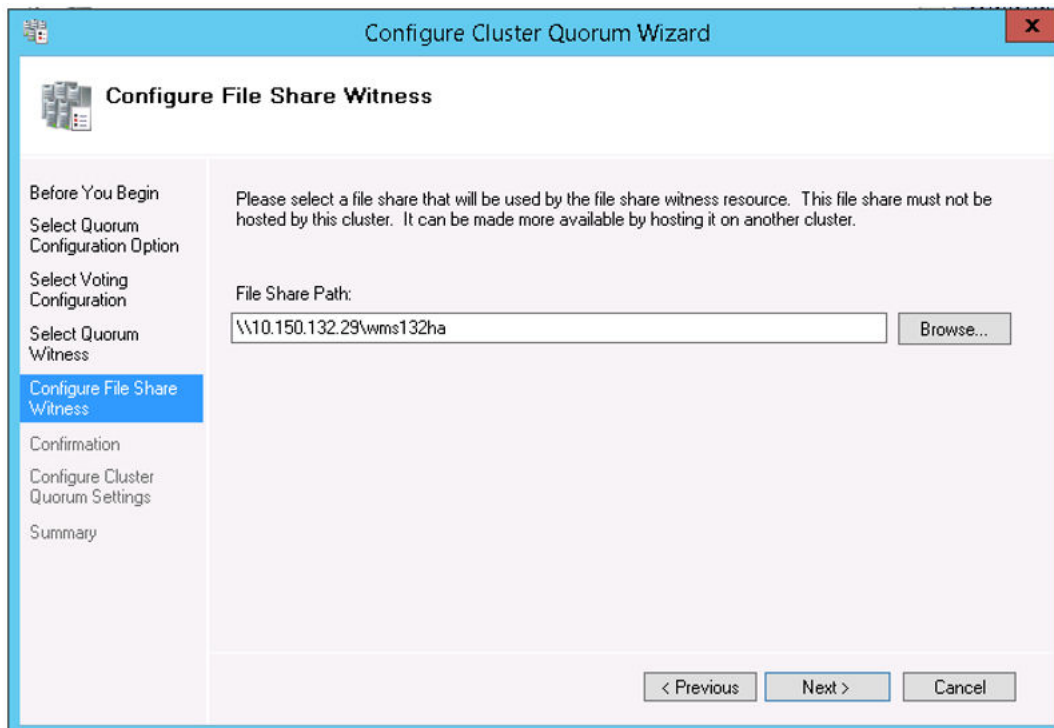 Configure Cluster Quorum Wizard
x
Configure File Share Witness
Before You Begin
Select Quorum
Configuration Option
Select Voting
Configuration
Select Quorum
Witness
Configure File Share
Witness
Confirmation
Configure Cluster
Quorum Settings
Summary
Please select a file share that will be used by the file share witness resource.  This file share must not be
hosted by this cluster.  It can be made more available by hosting it on another cluster.
File Share Path:
\\10.150.132.29\wms132ha
Browse...
< Previous
Next >
Cancel